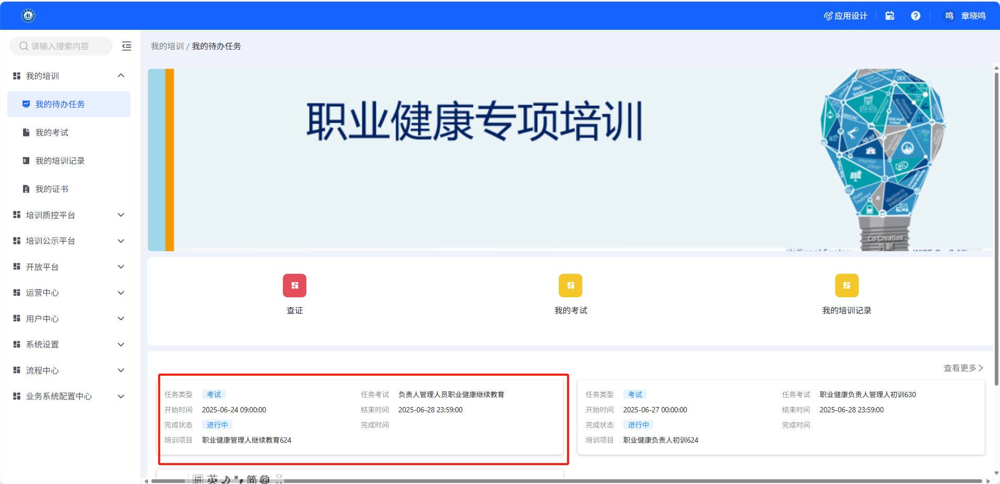 应用设计
鸣 章晓鸣
请输入搜索内容
我的培训 / 我的待办任务
我的培训
我的待办任务
我的考试
我的培训记录
我的证书
培训质控平台
培训公示平台
开放平台
运营中心
用户中心
系统设置
流程中心
业务系统配置中心
职业健康专项培训
OEE
NB-IoT
Integrated
Water
Treatment
Machine to
Intelligence
Co-Creation
共創
查证
我的考试
我的培训记录
查看更多
任务类型 考试 任务考试 负责人管理人员职业健康继续教育
开始时间 2025-06-24 09:00:00 结束时间 2025-06-28 23:59:00
完成状态 进行中 完成时间
培训项目 职业健康管理人继续教育624
任务类型 考试 任务考试 职业健康负责人管理人初训630
开始时间 2025-06-27 00:00:00 结束时间 2025-06-28 23:59:00
完成状态 进行中 完成时间
培训项目 职业健康负责人初训624
拼 英 简